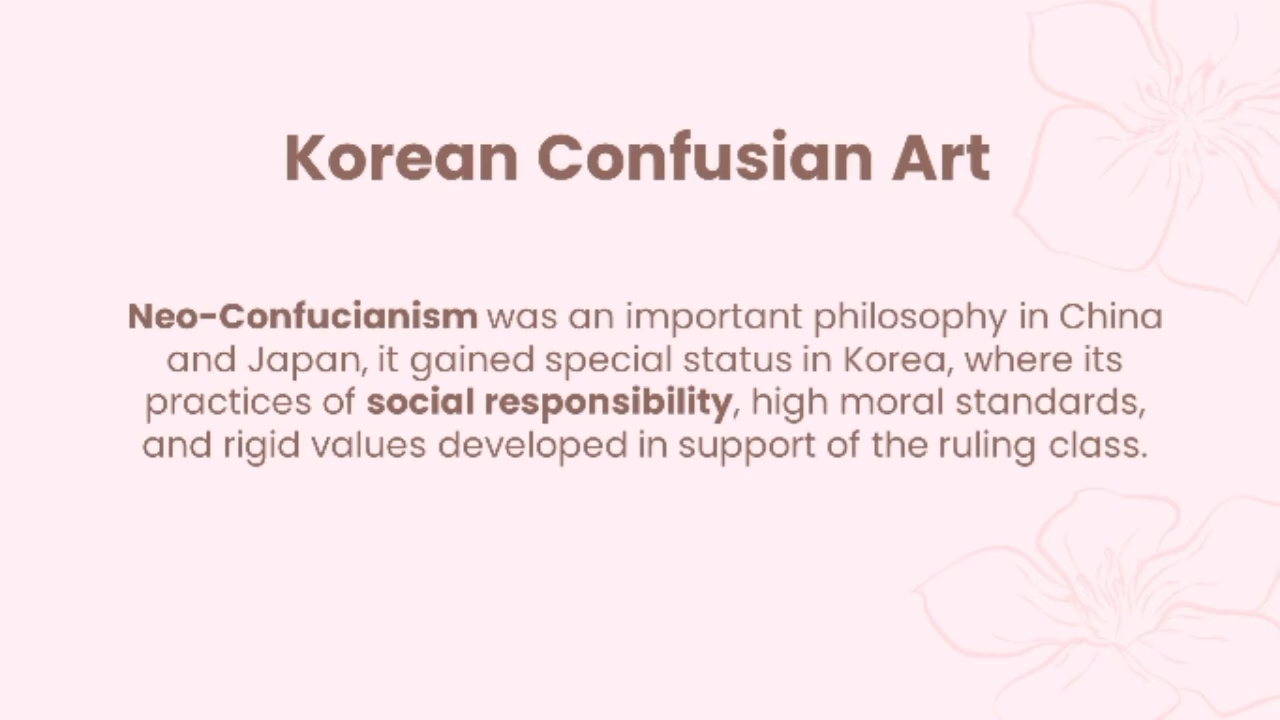 Korean Confusian Art
Neo-Confucianism was an important philosophy in China
and Japan, it gained special status in Korea, where its
practices of social responsibility, high moral standards,
and rigid values developed in support of the ruling class.